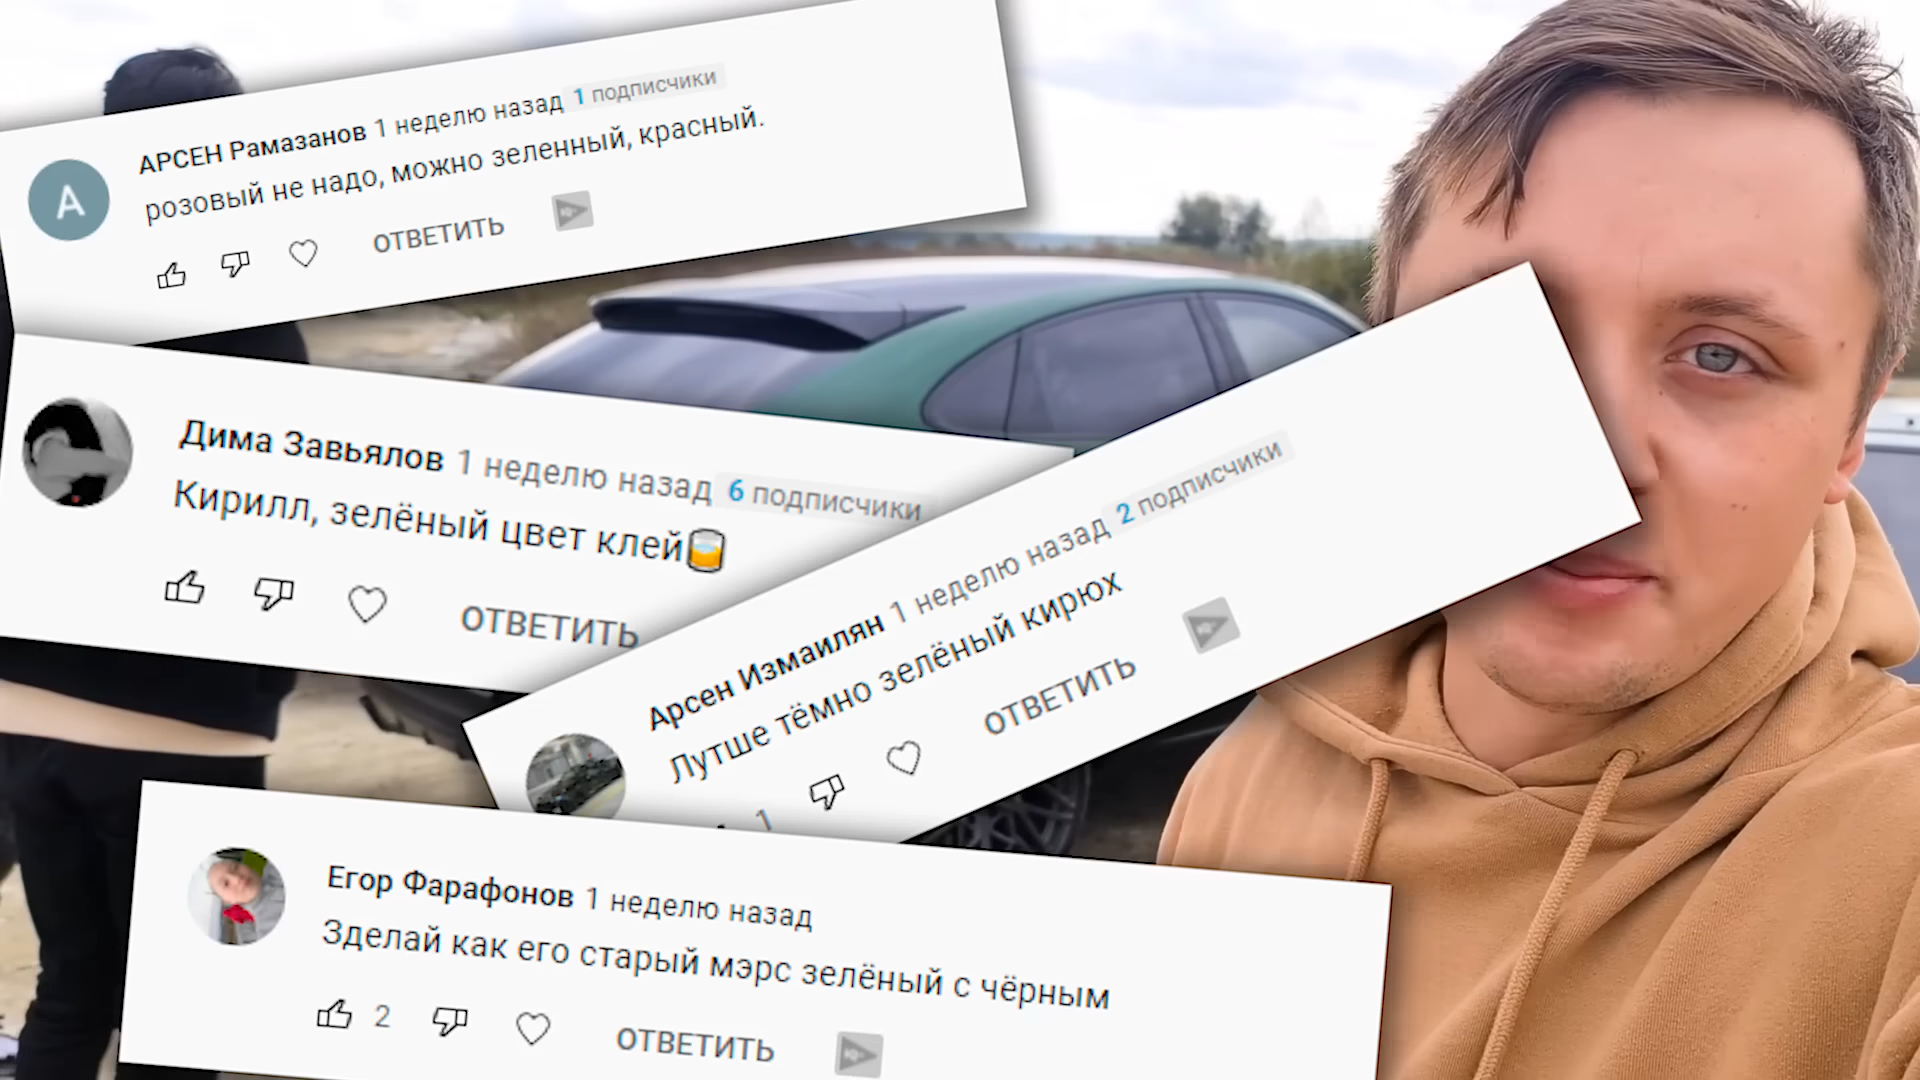 АРСЕН Рамазанов 1 неделю назад 1 подписчики
розовый не надо, можно зеленный, красный.
А
ОТВЕТИТЬ
Дима Завьялов 1 неделю назад 6 подписчики
Кирилл, зелёный цвет клей
ОТВЕТИТЬ
Арсен Измаилян 1 неделю назад 2 подписчики
Лутше тёмно зелёный кирюх
1
ОТВЕТИТЬ
Егор Фарафонов 1 неделю назад
Зделай как его старый мэрс зелёный с чёрным
2
ОТВЕТИТЬ